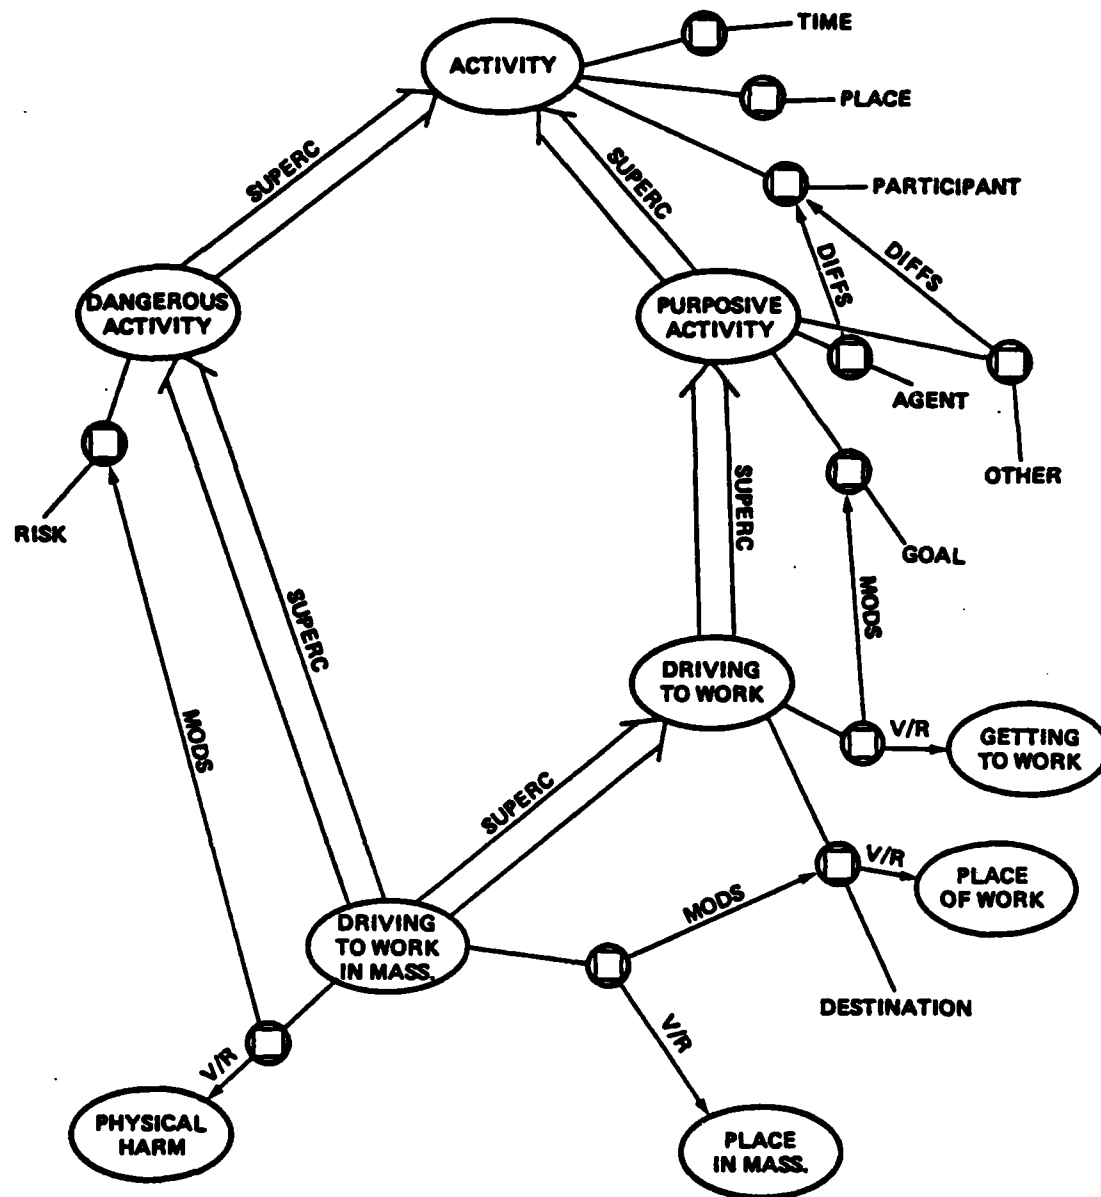 TIME
ACTIVITY
PLACE
SUPERC
SUPERC
PARTICIPANT
DIFFS
DIFFS
DANGEROUS
ACTIVITY
PURPOSIVE
ACTIVITY
AGENT
OTHER
RISK
GOAL
SUPERC
MODS
SUPERC
MODS
DRIVING
TO WORK
V/R
GETTING
TO WORK
SUPERC
V/R
PLACE
OF WORK
MODS
DRIVING
TO WORK
IN MASS.
DESTINATION
V/R
V/R
PHYSICAL
HARM
PLACE
IN MASS.